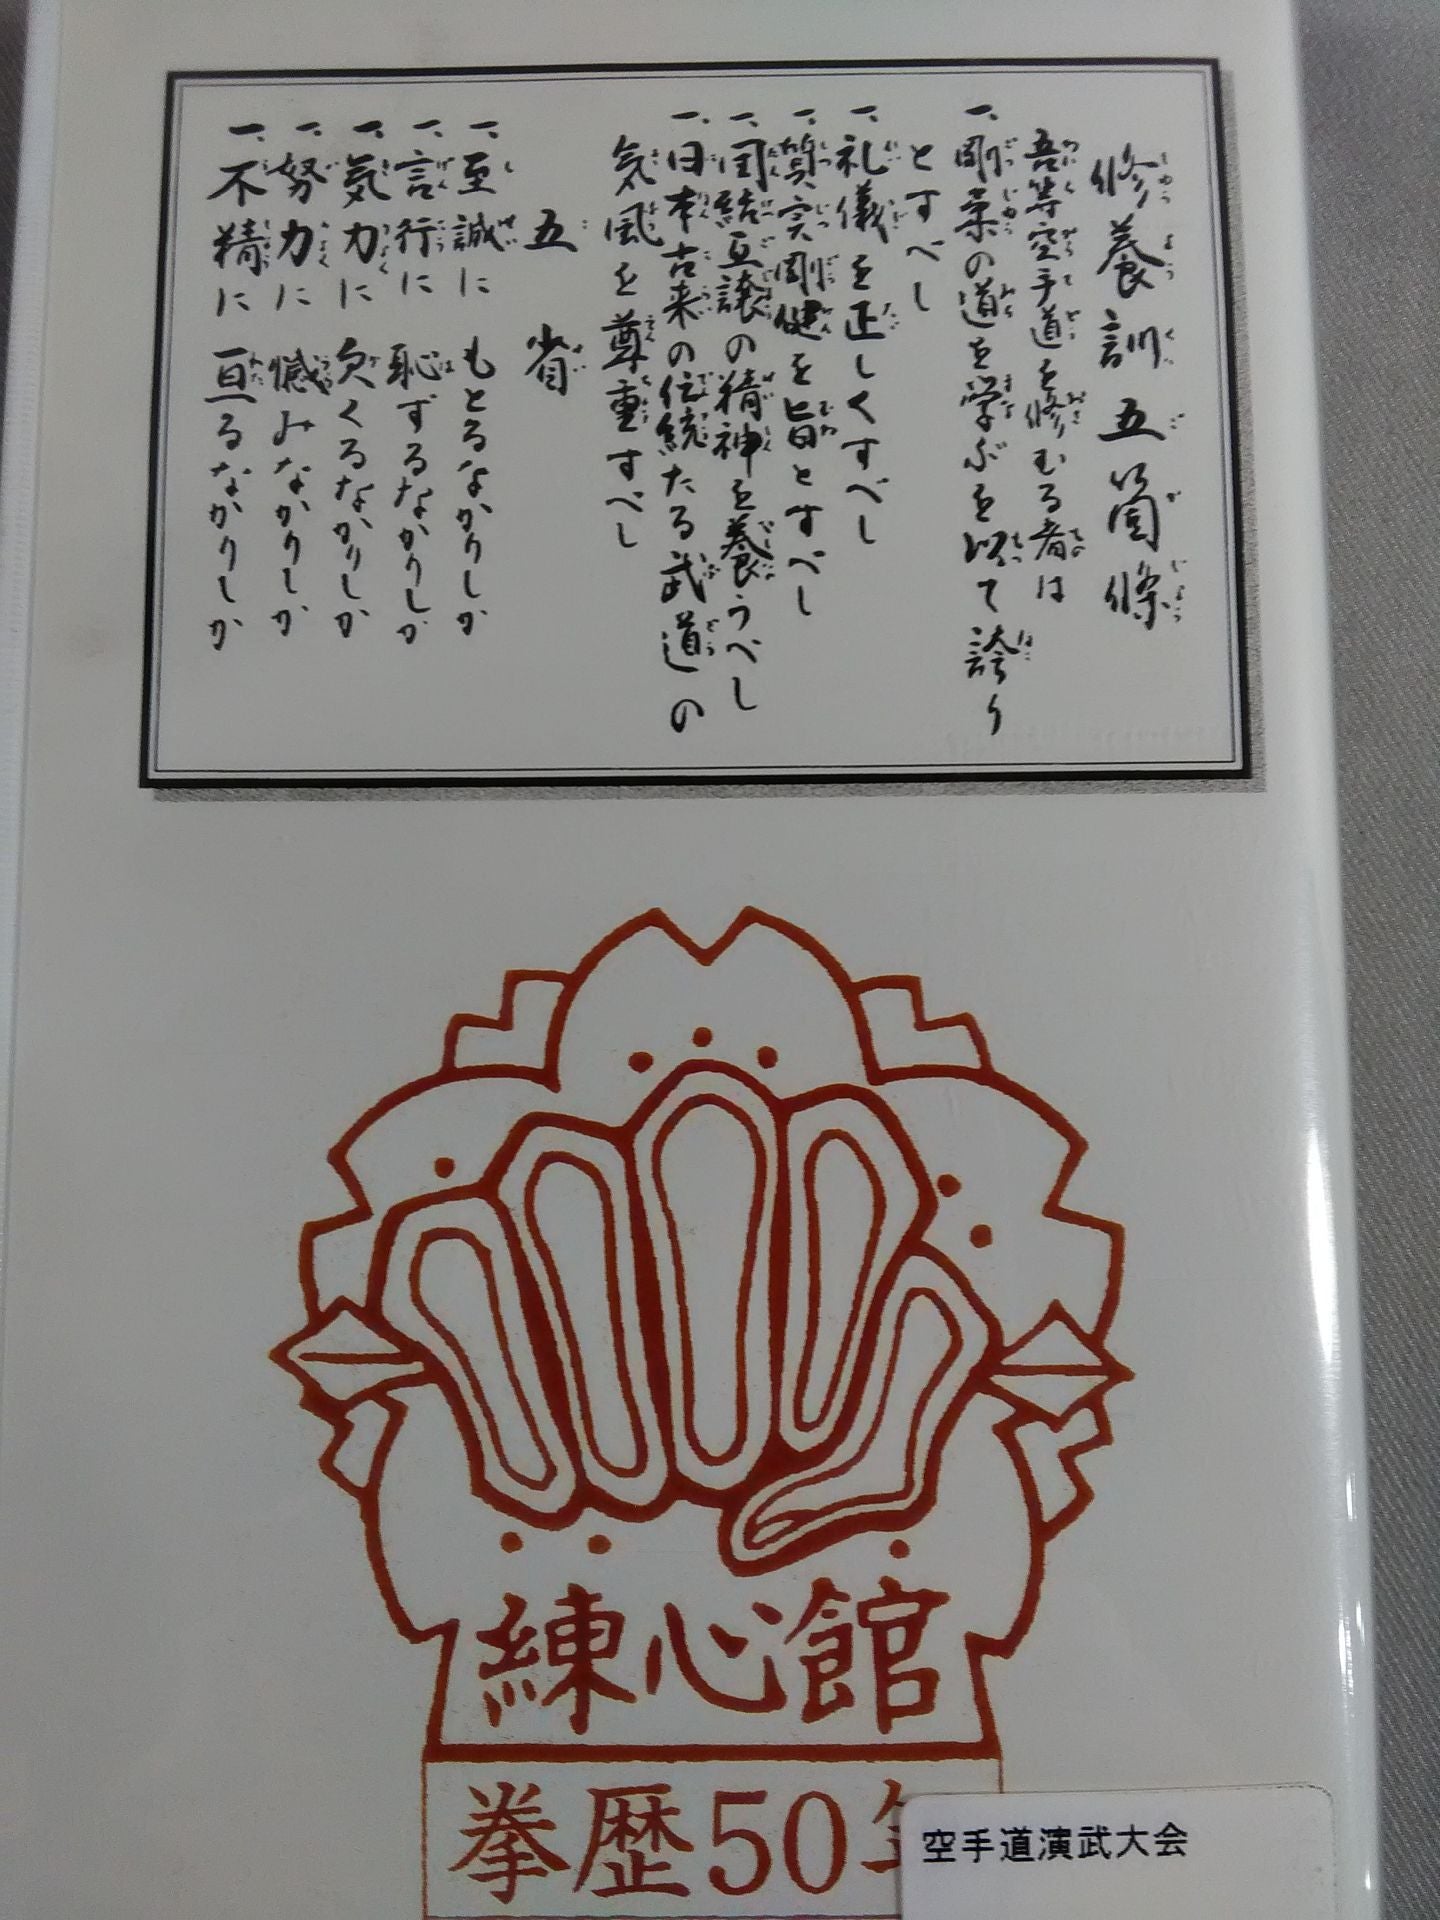 修養訓五箇條
吾等空手道を修むる者は
一、剛柔の道を学ぶを以て誇り
とすべし
一、礼儀を正しくすべし
一、質実剛健を旨とすべし
一、団結互譲の精神を養うべし
一、日本古来の伝統たる武道の
気風を尊重すべし
五省
一、至誠に もとるなかりしか
一、言行に 恥ずるなかりしか
一、気力に 欠くるなかりしか
一、努力に 憾みなかりしか
一、不精に 亘るなかりしか
練心館
拳歴50年
空手道演武大会